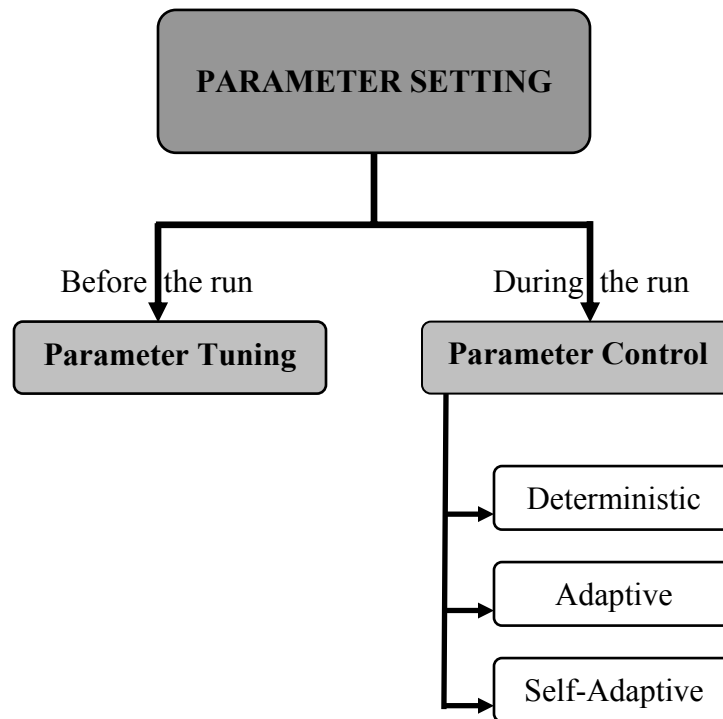 PARAMETER SETTING
Before the run
During the run
Parameter Tuning
Parameter Control
Deterministic
Adaptive
Self-Adaptive